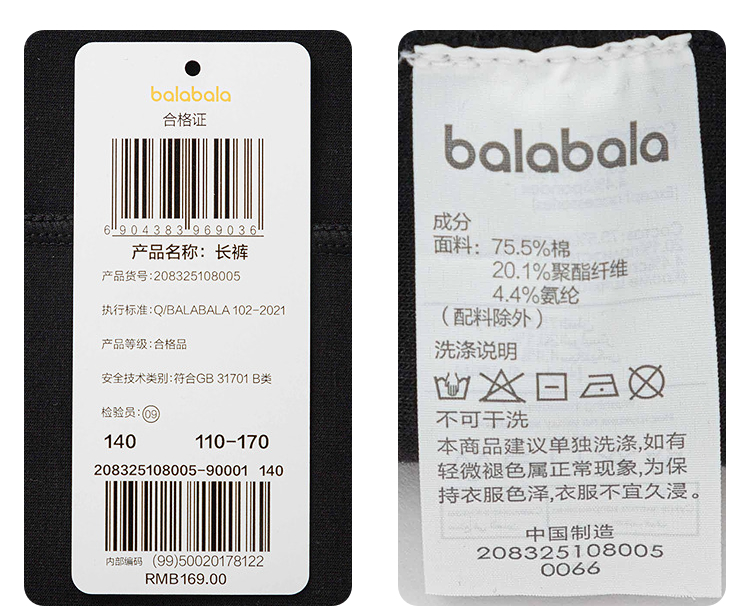 balabala
合格证
6 904383 969036
产品名称：长裤
产品货号:208325108005
执行标准:Q/BALABALA 102-2021
产品等级:合格品
安全技术类别:符合GB 31701 B类
检验员:09
140 110-170
208325108005-90001 140
内部编码 (99)50020178122
RMB169.00
balabala
成分
面料：75.5%棉
20.1%聚酯纤维
4.4%氨纶
（配料除外）
洗涤说明
不可干洗
本商品建议单独洗涤,如有
轻微褪色属正常现象,为保
持衣服色泽,衣服不宜久浸。
中国制造
208325108005
0066